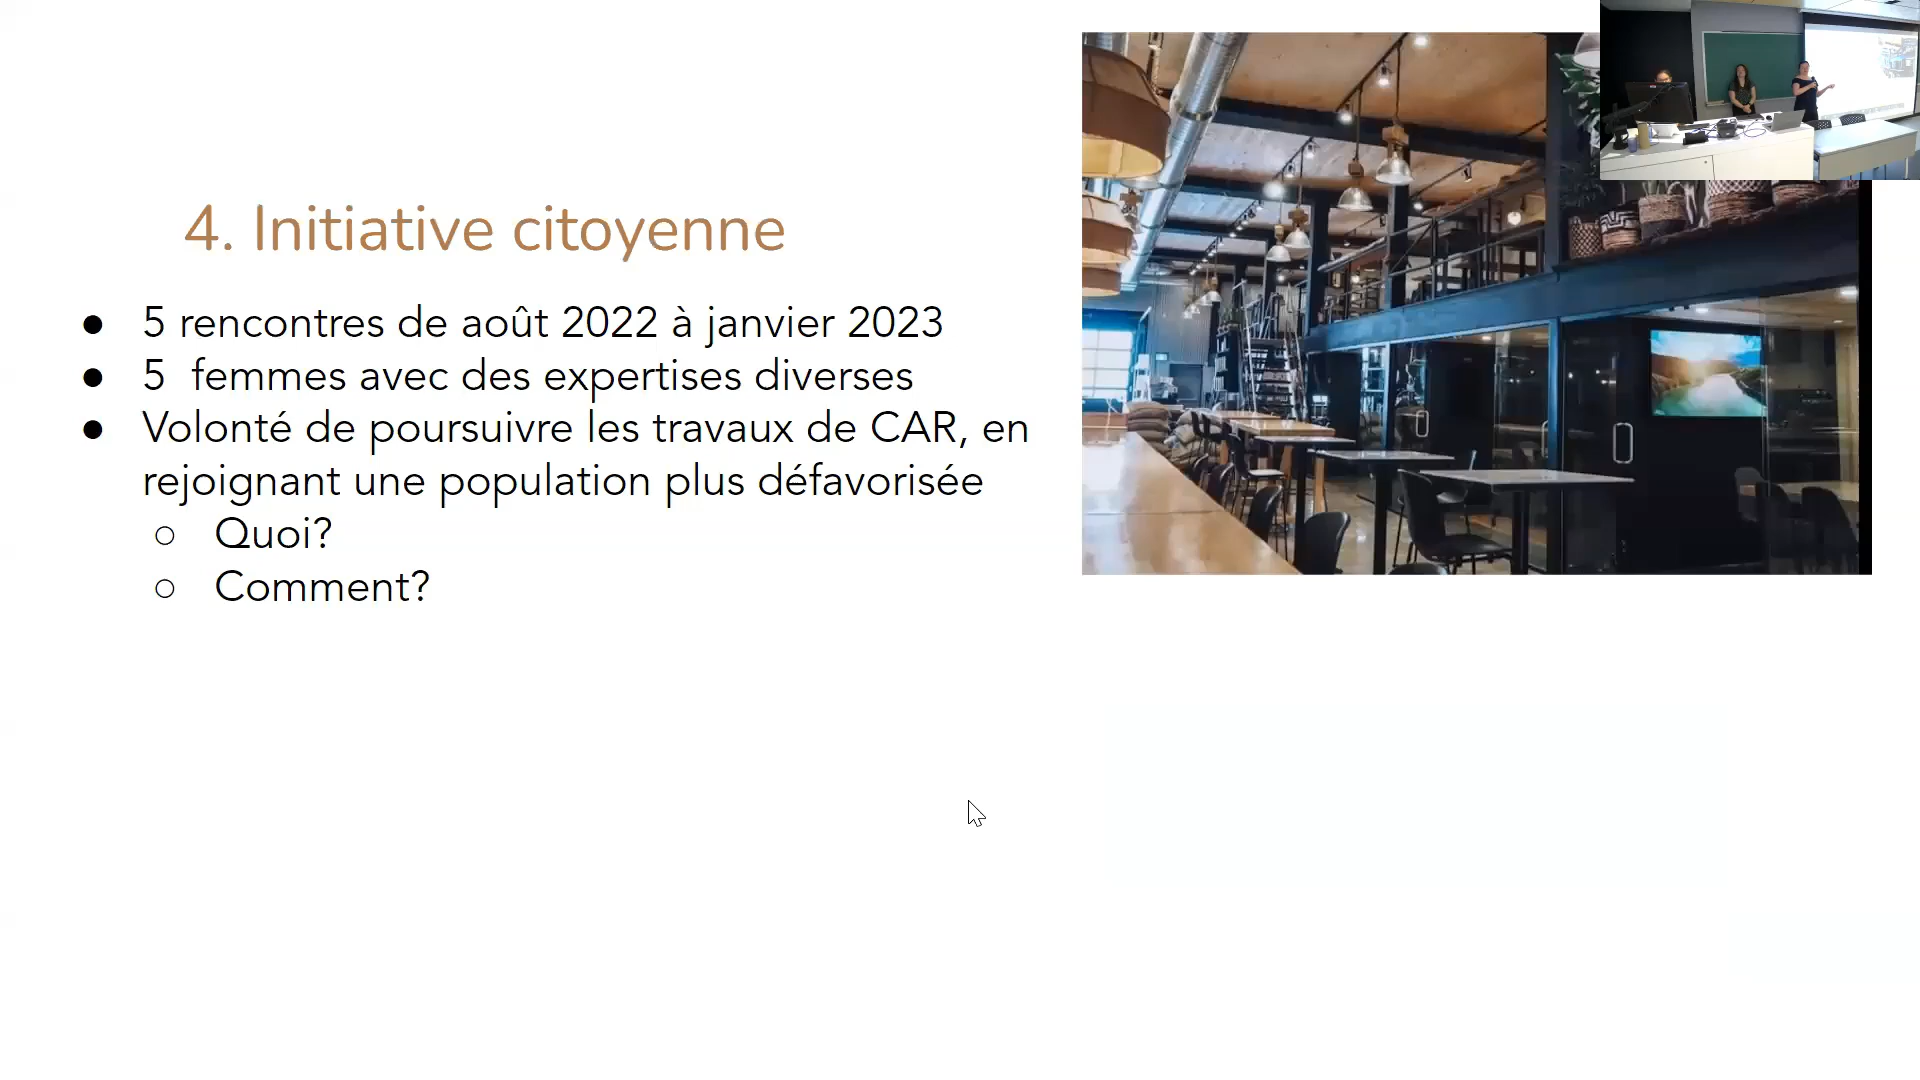 4. Initiative citoyenne
● 5 rencontres de août 2022 à janvier 2023
● 5  femmes avec des expertises diverses
● Volonté de poursuivre les travaux de CAR, en
rejoignant une population plus défavorisée
○ Quoi?
○ Comment?